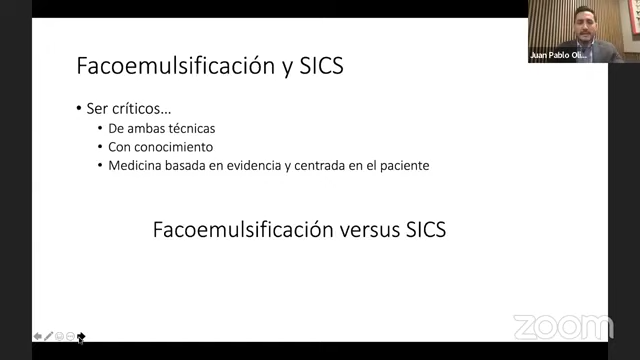 Facoemulsificación y SICS
• Ser críticos...
• De ambas técnicas
• Con conocimiento
• Medicina basada en evidencia y centrada en el paciente
Facoemulsificación versus SICS
Juan Pablo Oli...
zoom